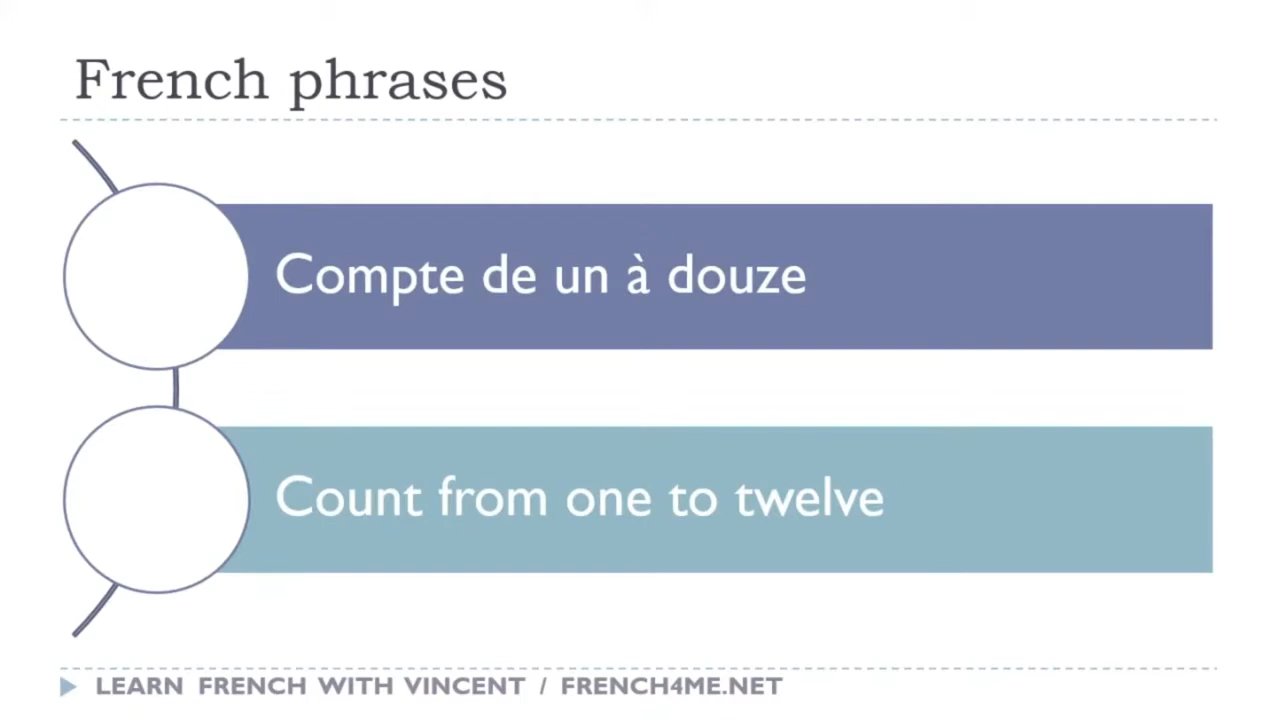 French phrases
Compte de un à douze
Count from one to twelve
LEARN FRENCH WITH VINCENT / FRENCH4ME.NET